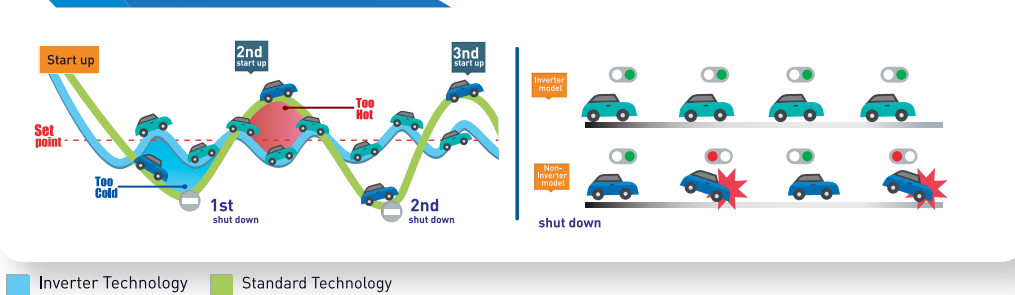 Start up
2nd
start up
3rd
start up
Too
Hot
Set
point
Too
Cold
1st
shut down
2nd
shut down
Inverter
model
Non-
Inverter
model
shut down
Inverter Technology
Standard Technology